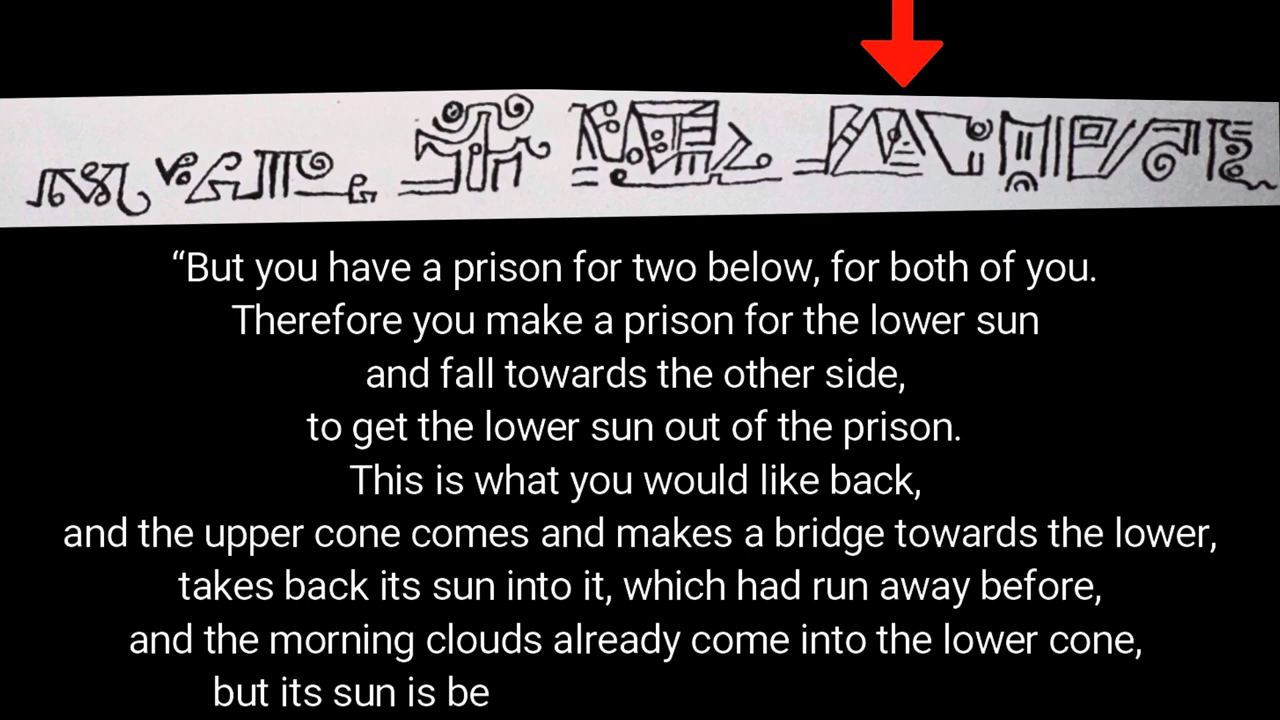 “But you have a prison for two below, for both of you.
Therefore you make a prison for the lower sun
and fall towards the other side,
to get the lower sun out of the prison.
This is what you would like back,
and the upper cone comes and makes a bridge towards the lower,
takes back its sun into it, which had run away before,
and the morning clouds already come into the lower cone,
but its sun is be